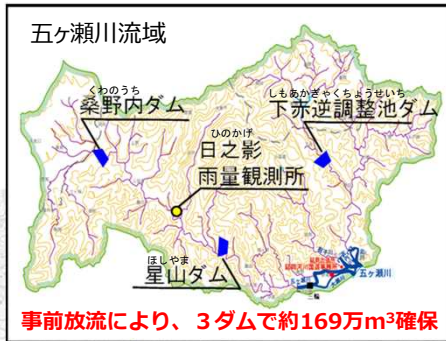 五ヶ瀬川流域
くわのうち
桑野内ダム
しもあかぎゃくちょうせいち
下赤逆調整池ダム
ひのかげ
日之影
雨量観測所
ほしやま
星山ダム
五ヶ瀬川
三輪
事前放流により、３ダムで約169万m³確保